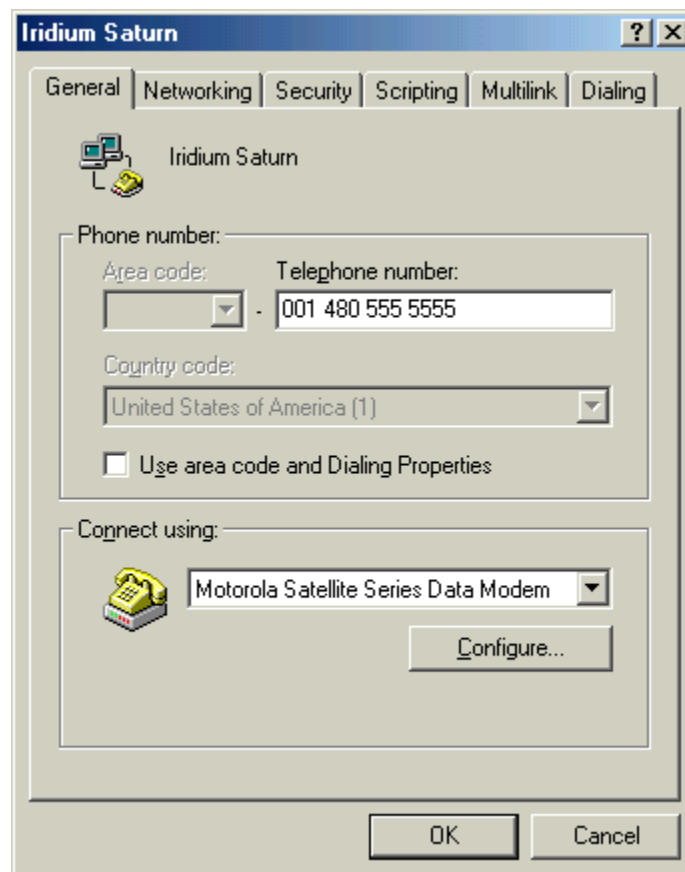 Iridium Saturn
General Networking Security Scripting Multilink Dialing
Iridium Saturn
Phone number:
Area code: Telephone number:
- 001 480 555 5555
Country code:
United States of America (1)
Use area code and Dialing Properties
Connect using:
Motorola Satellite Series Data Modem
Configure...
OK Cancel